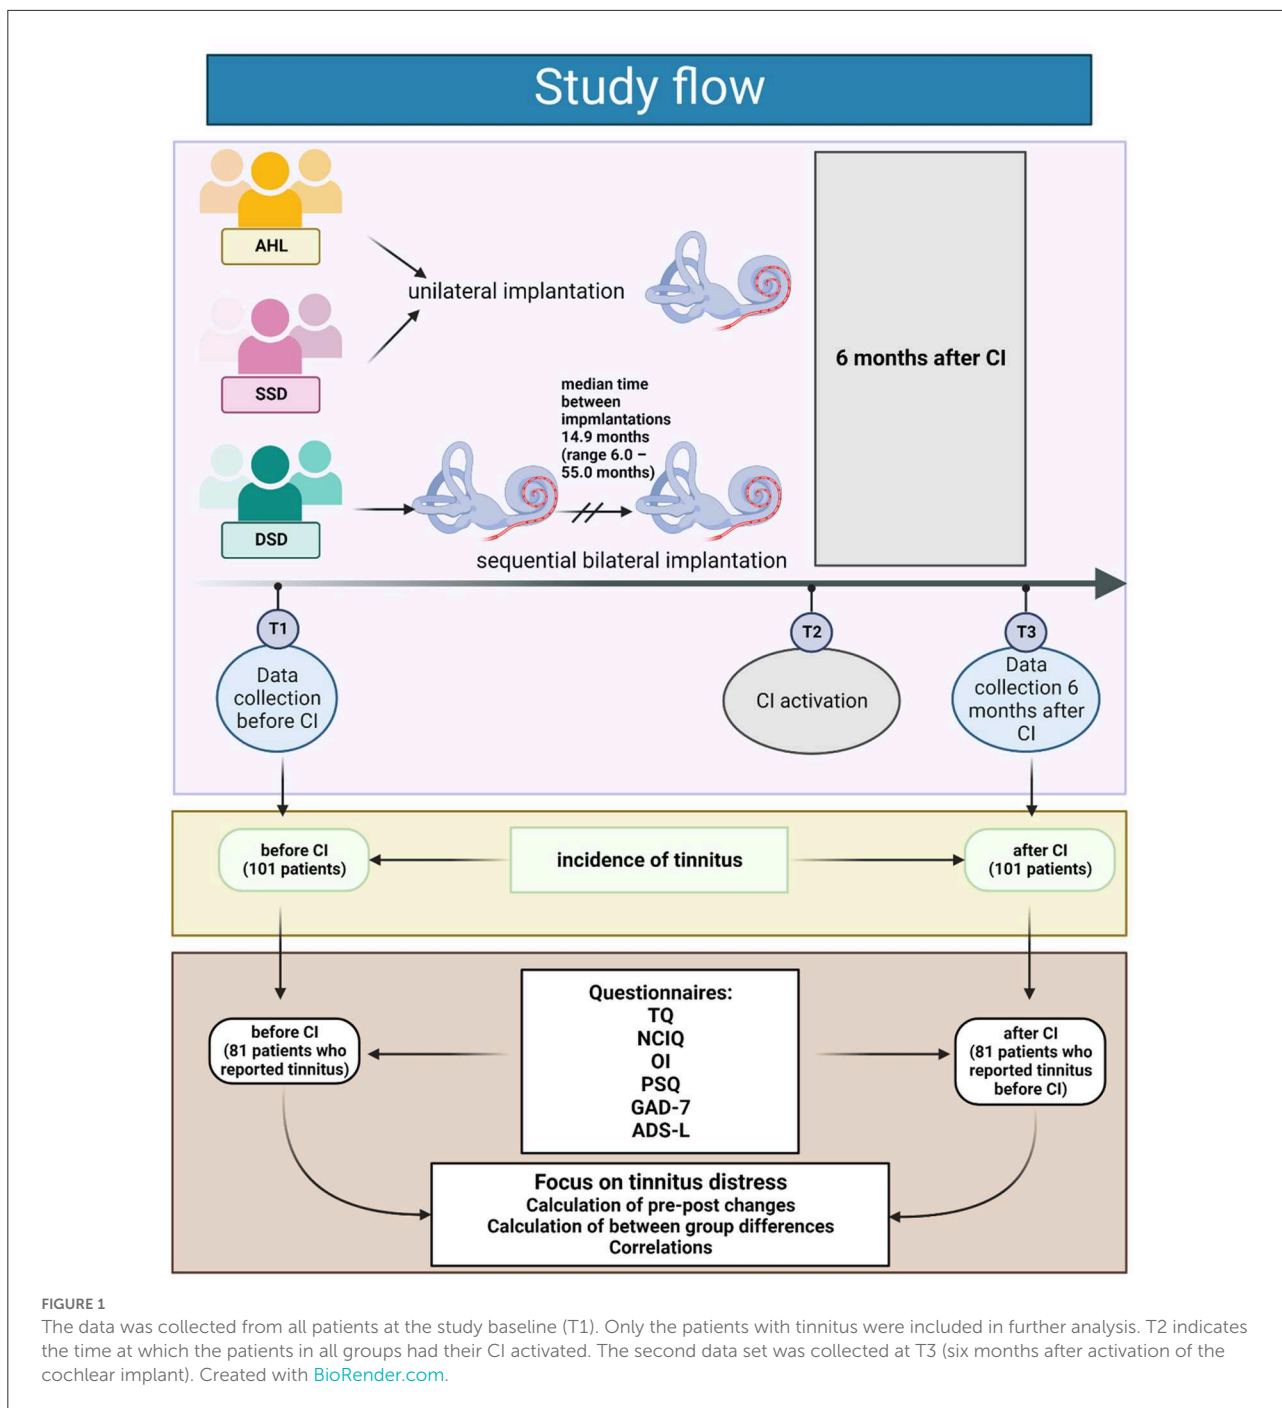 Study flow
AHL
unilateral implantation
SSD
median time
between
impmlantations
14.9 months
(range 6.0 –
55.0 months)
DSD
sequential bilateral implantation
6 months after CI
T1
Data
collection
before CI
T2
CI activation
T3
Data
collection 6
months after
CI
before CI
(101 patients)
incidence of tinnitus
after CI
(101 patients)
before CI
(81 patients who
reported tinnitus)
Questionnaires:
TQ
NCIQ
OI
PSQ
GAD-7
ADS-L
after CI
(81 patients who
reported tinnitus
before CI)
Focus on tinnitus distress
Calculation of pre-post changes
Calculation of between group differences
Correlations
FIGURE 1
The data was collected from all patients at the study baseline (T1). Only the patients with tinnitus were included in further analysis. T2 indicates
the time at which the patients in all groups had their CI activated. The second data set was collected at T3 (six months after activation of the
cochlear implant). Created with BioRender.com.